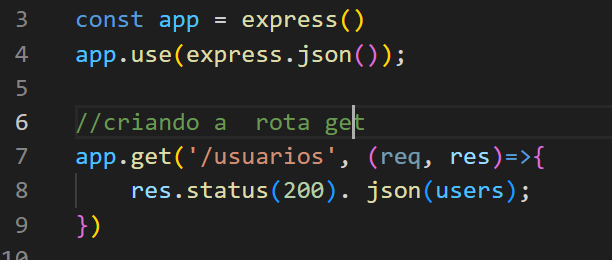 3 const app = express()
4 app.use(express.json());
5
6 //criando a  rota get
7 app.get('/usuarios', (req, res)=>{
8     res.status(200). json(users);
9 })
10